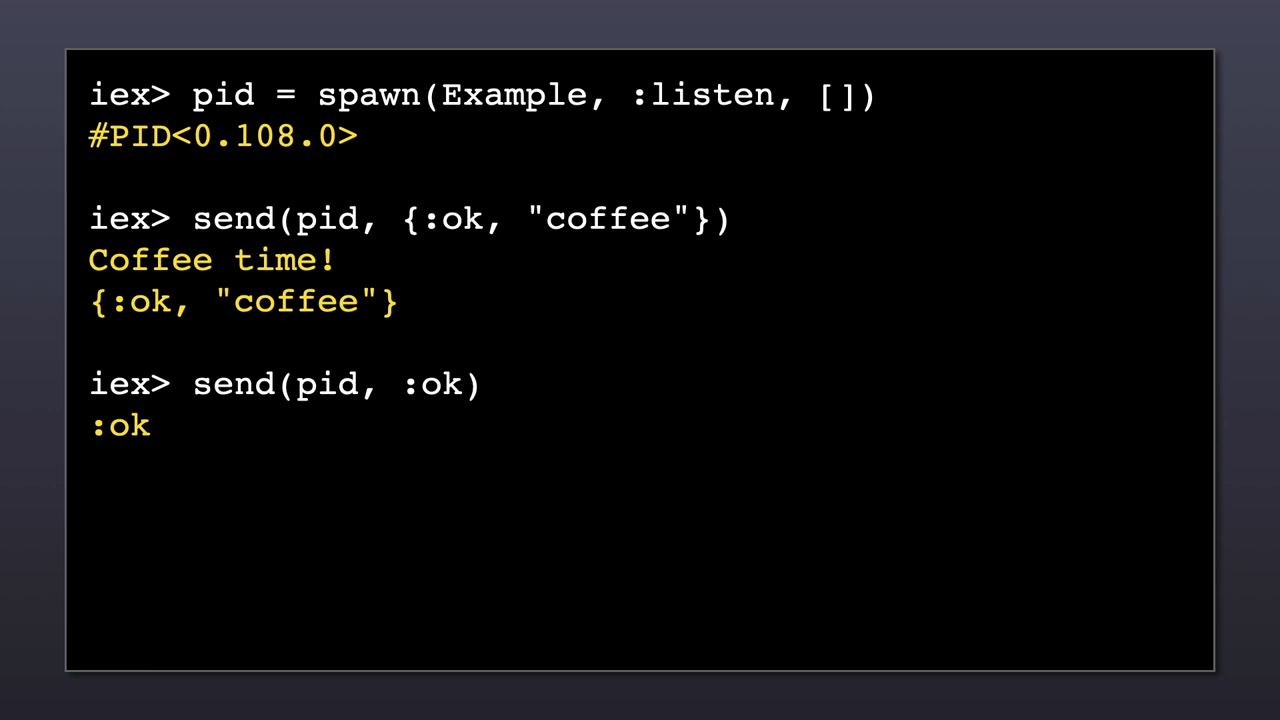 iex> pid = spawn(Example, :listen, [])
#PID<0.108.0>
iex> send(pid, {:ok, "coffee"})
Coffee time!
{:ok, "coffee"}
iex> send(pid, :ok)
:ok